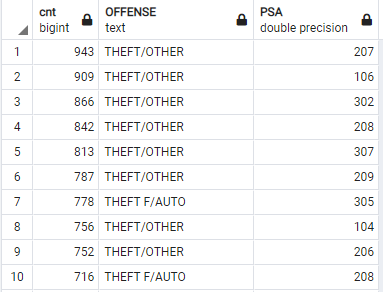 cnt OFFENSE PSA
bigint text double precision
1 943 THEFT/OTHER 207
2 909 THEFT/OTHER 106
3 866 THEFT/OTHER 302
4 842 THEFT/OTHER 208
5 813 THEFT/OTHER 307
6 787 THEFT/OTHER 209
7 778 THEFT F/AUTO 305
8 756 THEFT/OTHER 104
9 752 THEFT/OTHER 206
10 716 THEFT F/AUTO 208